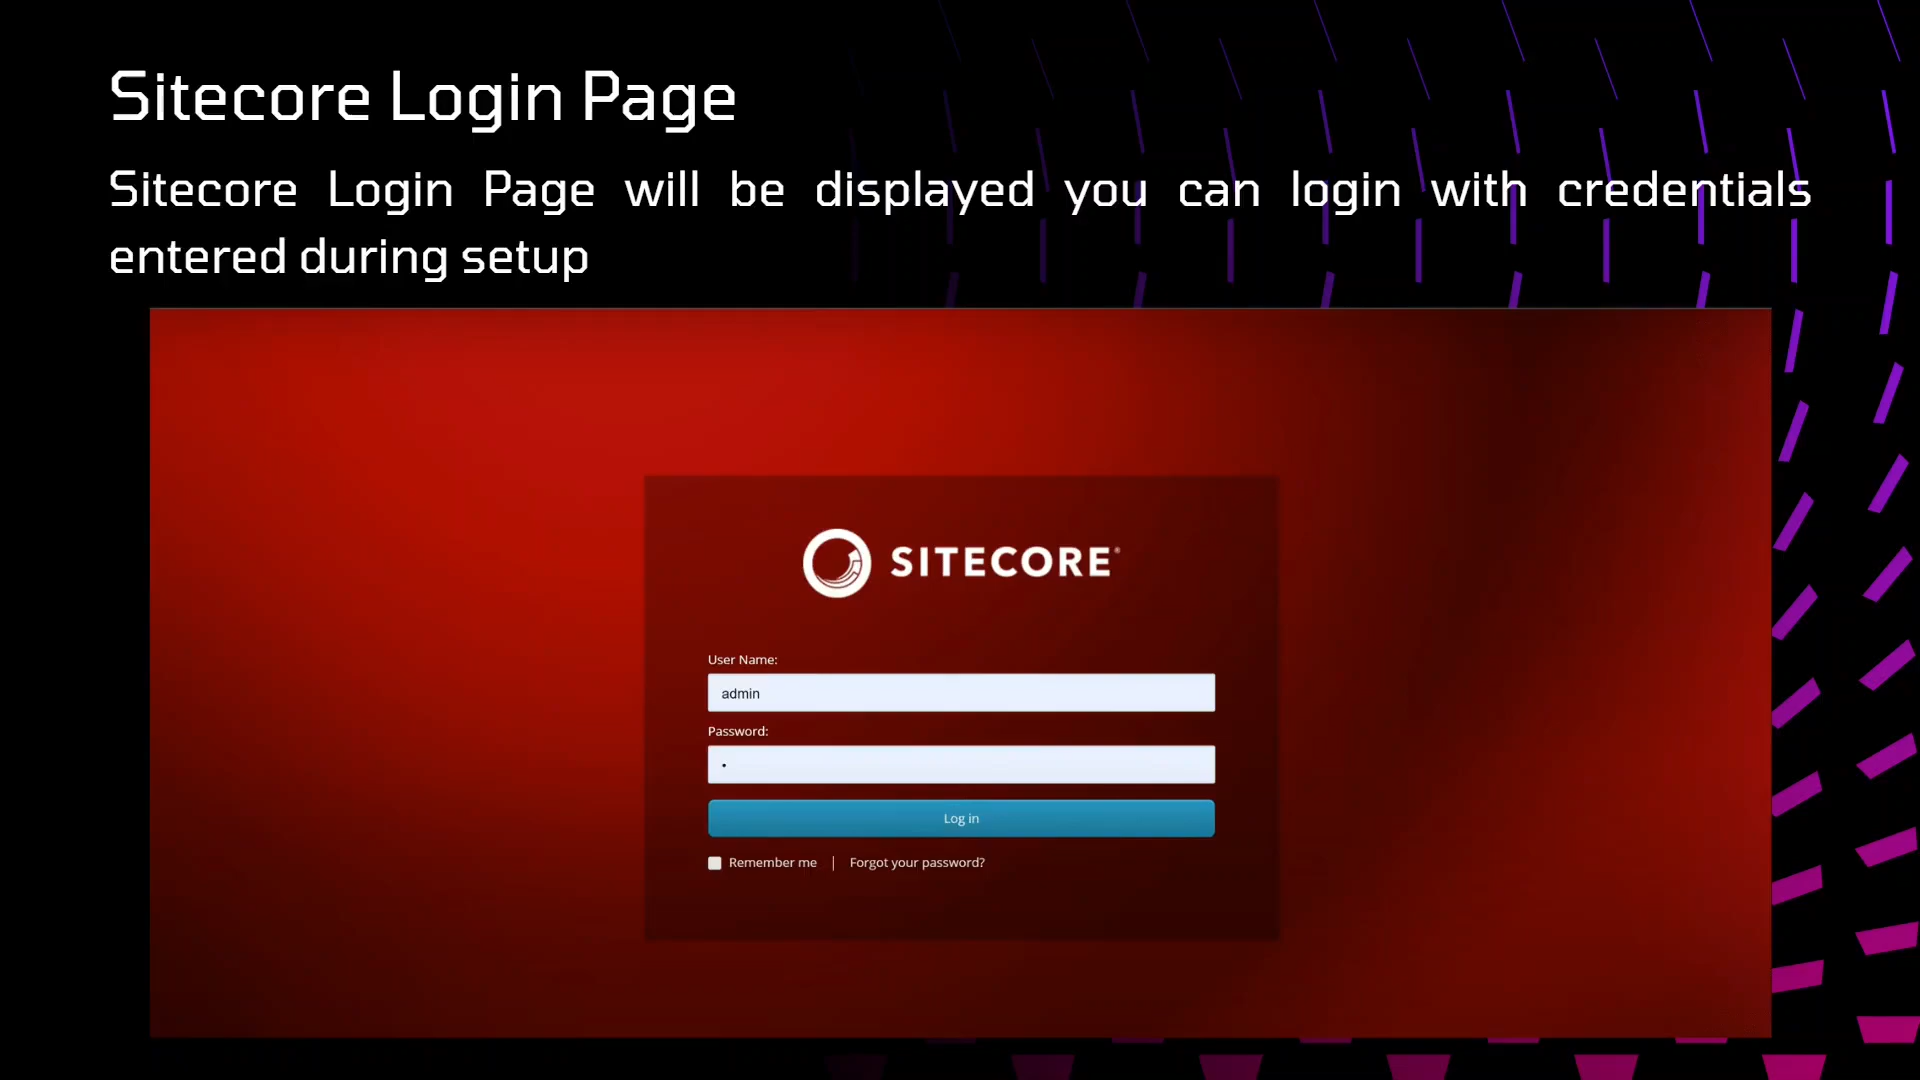 Sitecore Login Page
Sitecore Login Page will be displayed you can login with credentials
entered during setup
SITECORE®
User Name:
admin
Password:
•
Log in
Remember me | Forgot your password?